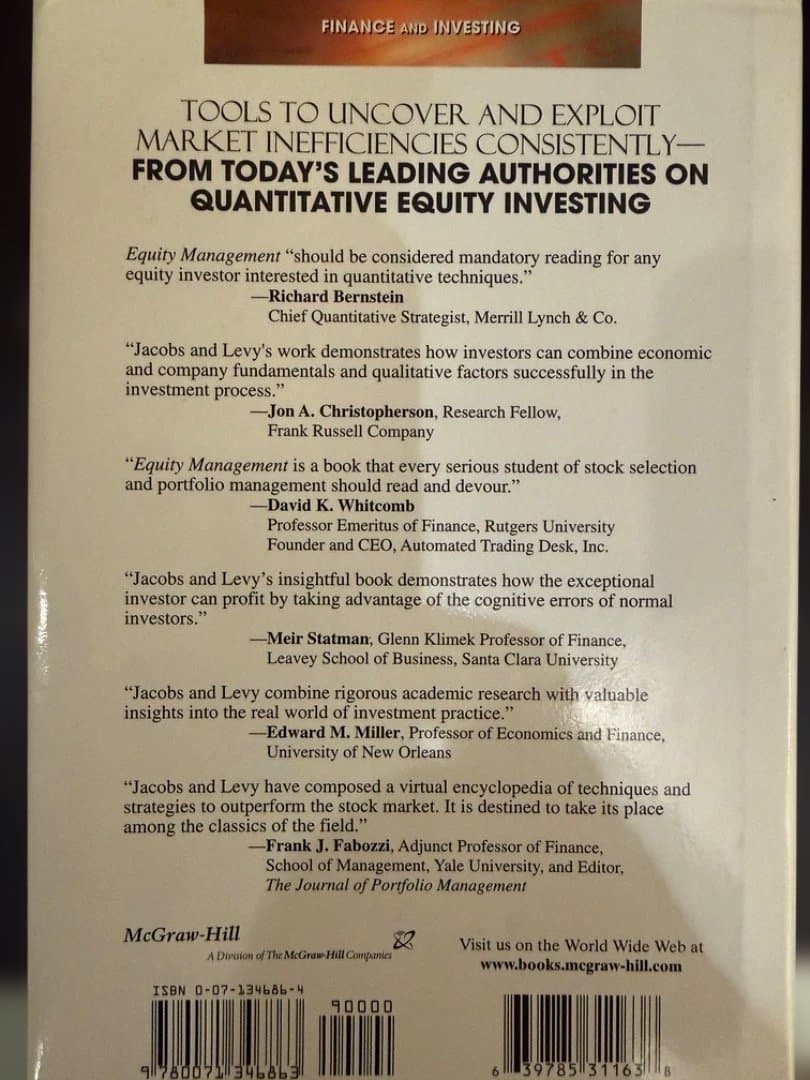 FINANCE AND INVESTING
TOOLS TO UNCOVER AND EXPLOIT
MARKET INEFFICIENCIES CONSISTENTLY—
FROM TODAY'S LEADING AUTHORITIES ON
QUANTITATIVE EQUITY INVESTING
Equity Management “should be considered mandatory reading for any
equity investor interested in quantitative techniques.”
—Richard Bernstein
Chief Quantitative Strategist, Merrill Lynch & Co.
“Jacobs and Levy's work demonstrates how investors can combine economic
and company fundamentals and qualitative factors successfully in the
investment process.”
—Jon A. Christopherson, Research Fellow,
Frank Russell Company
“Equity Management is a book that every serious student of stock selection
and portfolio management should read and devour.”
—David K. Whitcomb
Professor Emeritus of Finance, Rutgers University
Founder and CEO, Automated Trading Desk, Inc.
“Jacobs and Levy's insightful book demonstrates how the exceptional
investor can profit by taking advantage of the cognitive errors of normal
investors.”
—Meir Statman, Glenn Klimek Professor of Finance,
Leavey School of Business, Santa Clara University
“Jacobs and Levy combine rigorous academic research with valuable
insights into the real world of investment practice.”
—Edward M. Miller, Professor of Economics and Finance,
University of New Orleans
“Jacobs and Levy have composed a virtual encyclopedia of techniques and
strategies to outperform the stock market. It is destined to take its place
among the classics of the field.”
—Frank J. Fabozzi, Adjunct Professor of Finance,
School of Management, Yale University, and Editor,
The Journal of Portfolio Management
McGraw-Hill
A Division of The McGraw-Hill Companies
Visit us on the World Wide Web at
www.books.mcgraw-hill.com
ISBN 0-07-134686-4
90000
9 780071 346863
6 39785 31163 8